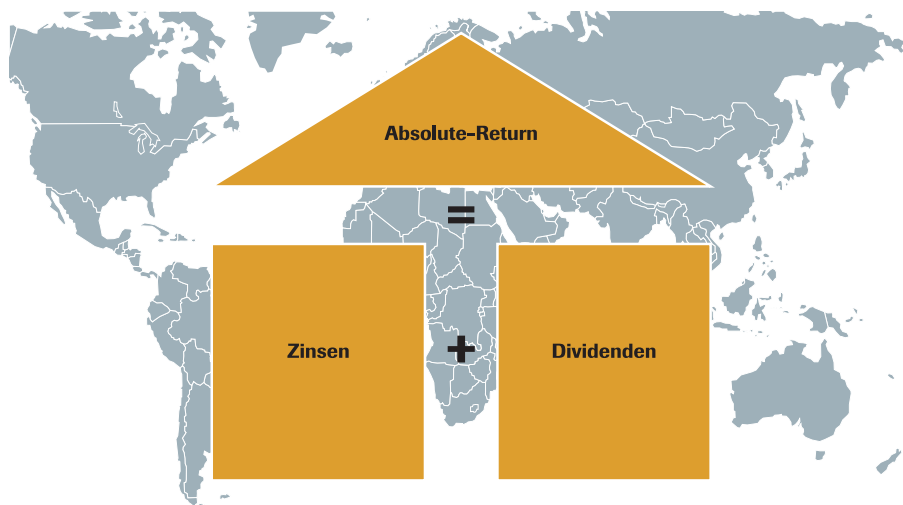 Absolute-Return
=
Zinsen + Dividenden